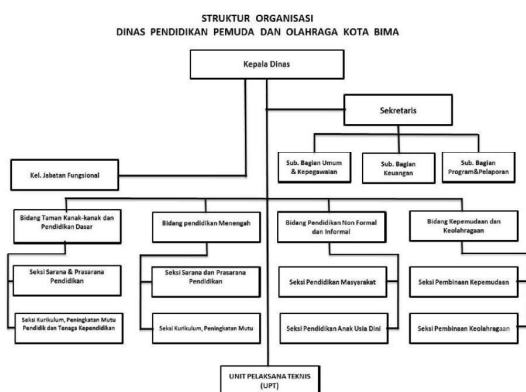 STRUKTUR ORGANISASI
DINAS PENDIDIKAN PEMUDA DAN OLAHRAGA KOTA BIMA
Kepala Dinas
Sekretaris
Sub. Bagian Umum
& Kepegawaian
Sub. Bagian
Keuangan
Sub. Bagian
Program&Pelaporan
Kel. Jabatan Fungsional
Bidang Taman Kanak-kanak dan
Pendidikan Dasar
Bidang pendidikan Menengah
Bidang Pendidikan Non Formal
dan Informal
Bidang Kepemudaan dan
Keolahragaan
Seksi Sarana & Prasarana
Pendidikan
Seksi Sarana dan Prasarana
Pendidikan
Seksi Pendidikan Masyarakat
Seksi Pembinaan Kepemudaan
Seksi Kurikulum, Peningkatan Mutu
Pendidik dan Tenaga Kependidikan
Seksi Kurikulum, Peningkatan Mutu
Seksi Pendidikan Anak Usia Dini
Seksi Pembinaan Keolahragaan
UNIT PELAKSANA TEKNIS
(UPT)